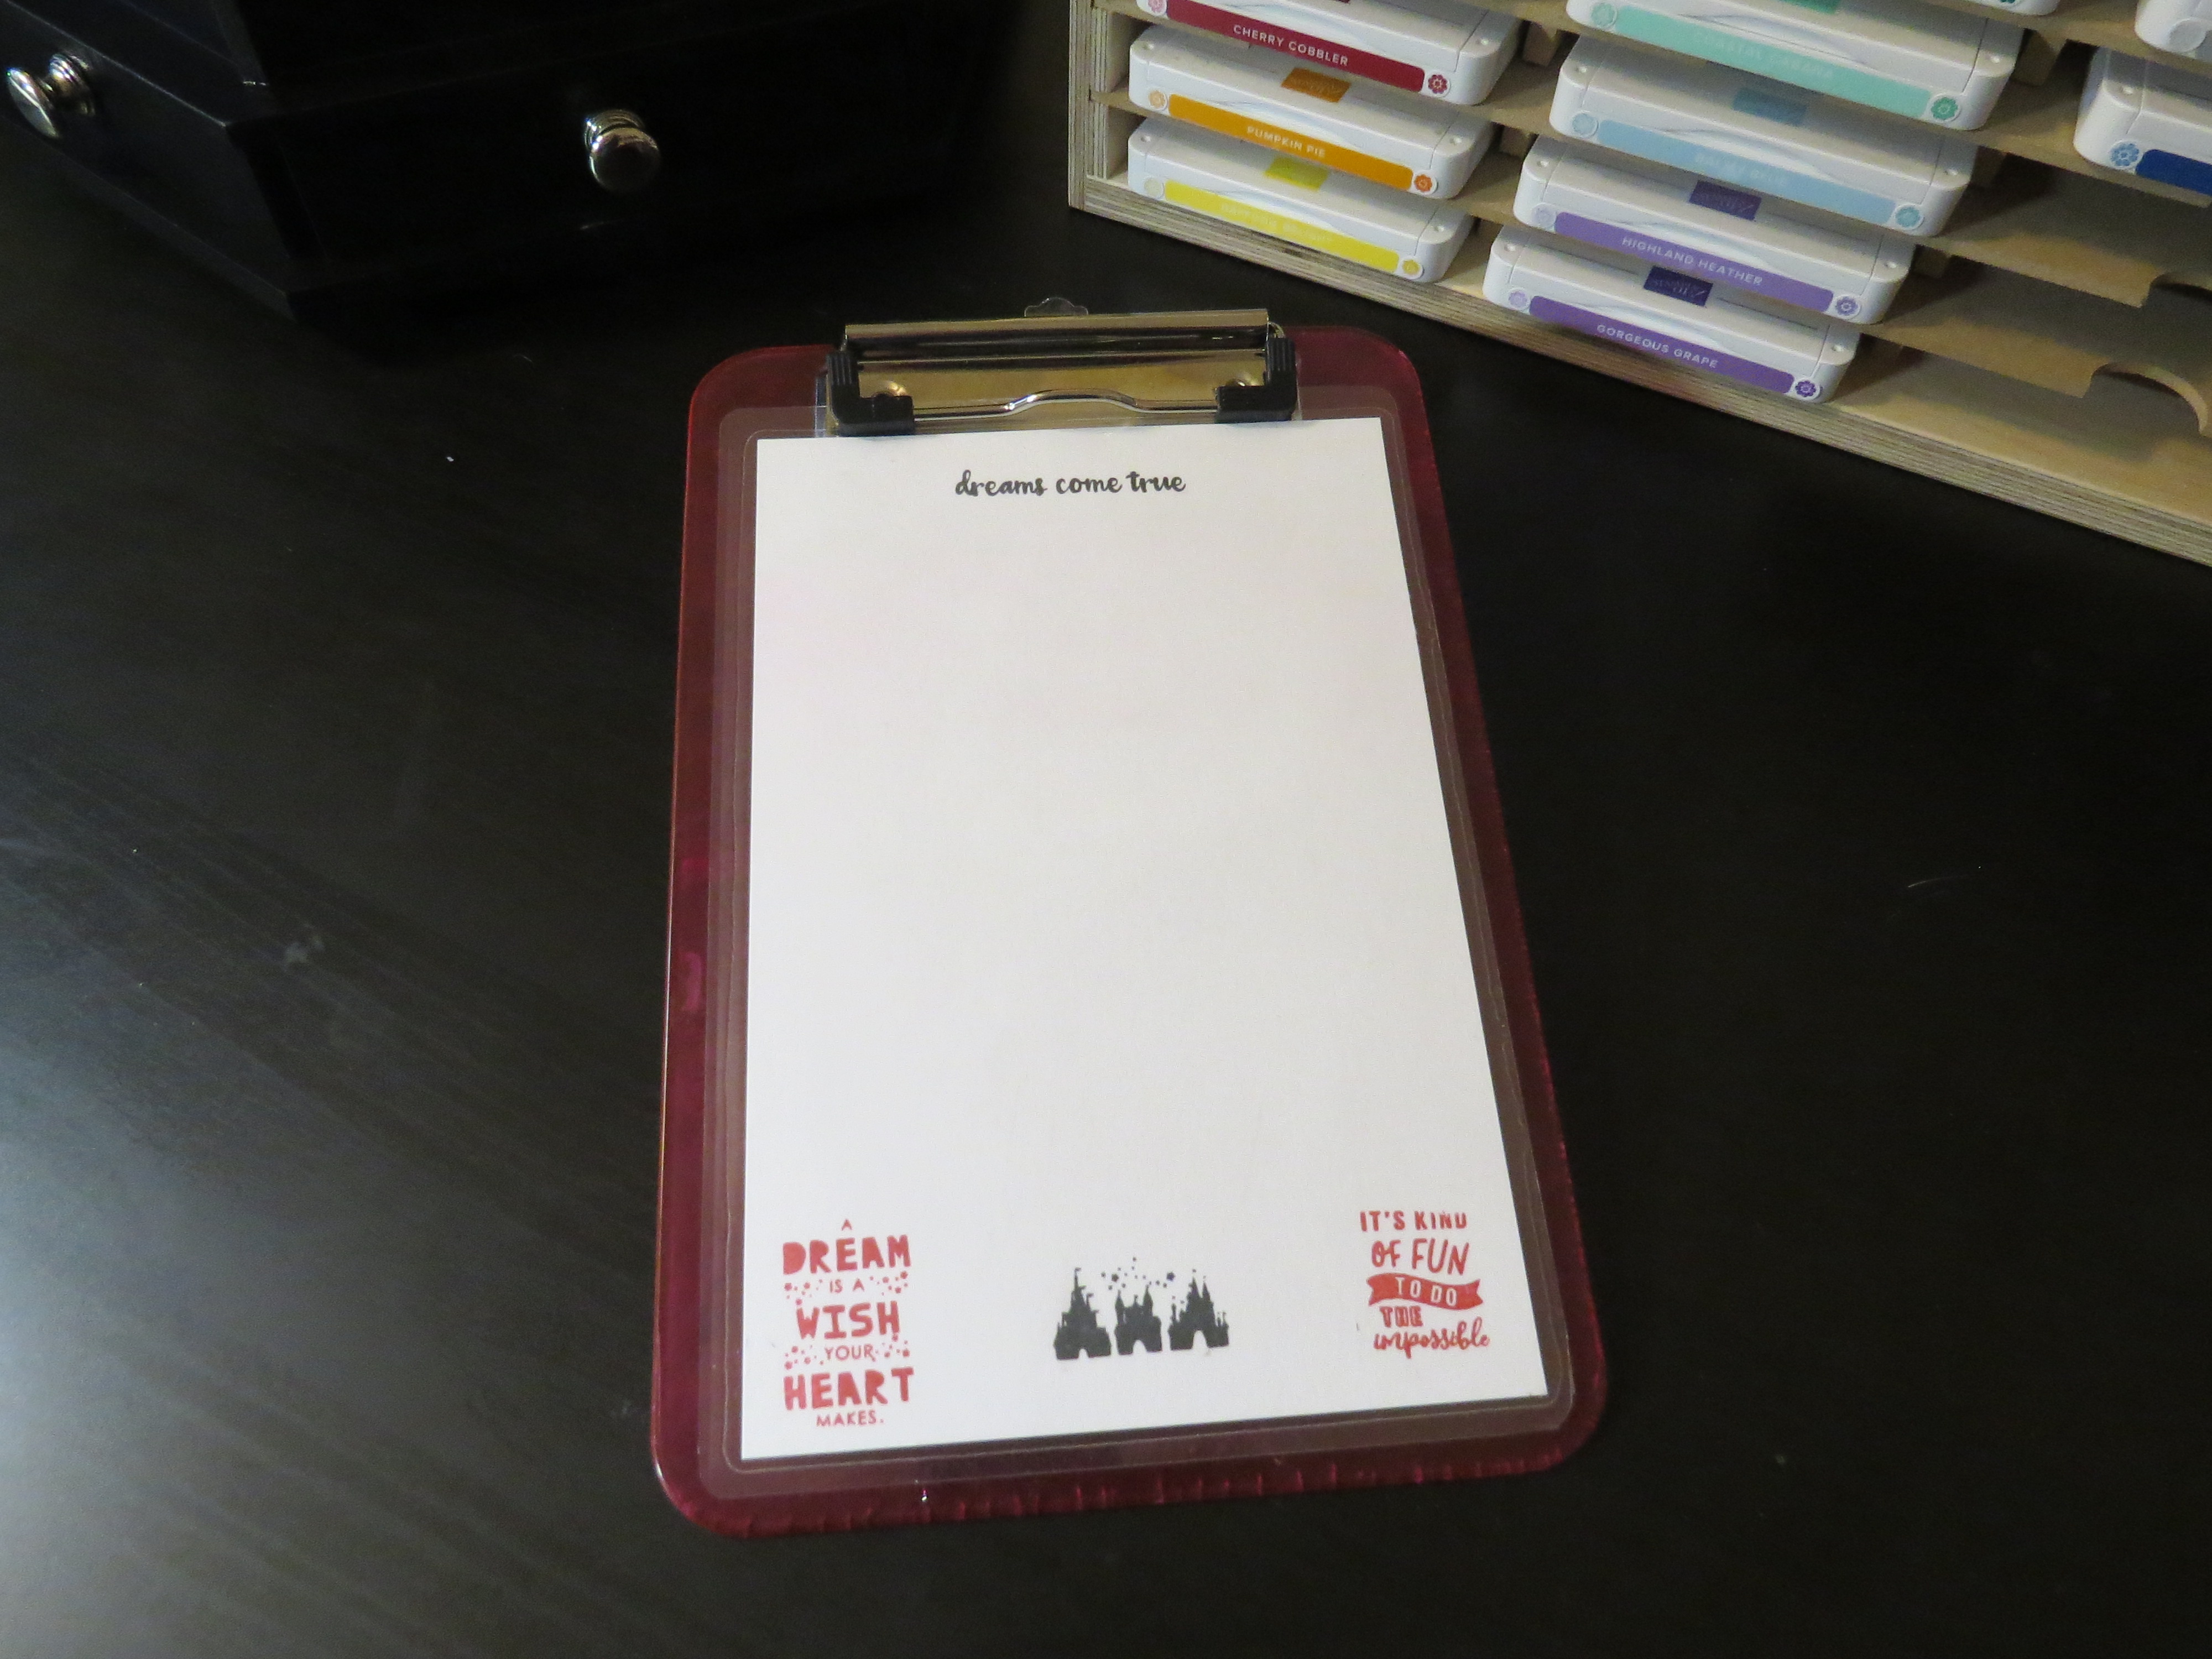 CHERRY COBBLER
PUMPKIN PIE
HIGHLAND HEATHER
GORGEOUS GRAPE
dreams come true
A
DREAM
IS A
WISH
YOUR
HEART
MAKES.
IT'S KIND
OF FUN
TO DO
THE
impossible